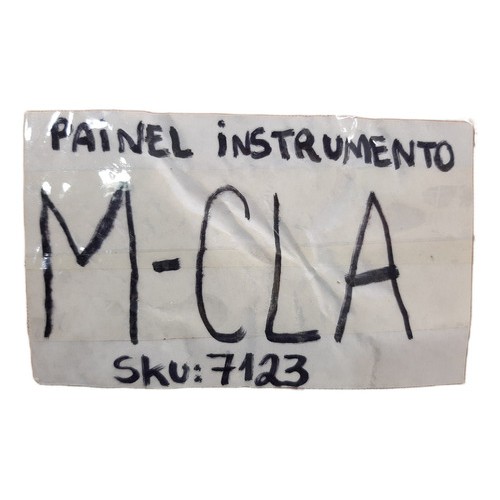 PAINEL iNSTRUMENTO
M-CLA
SKU:7123